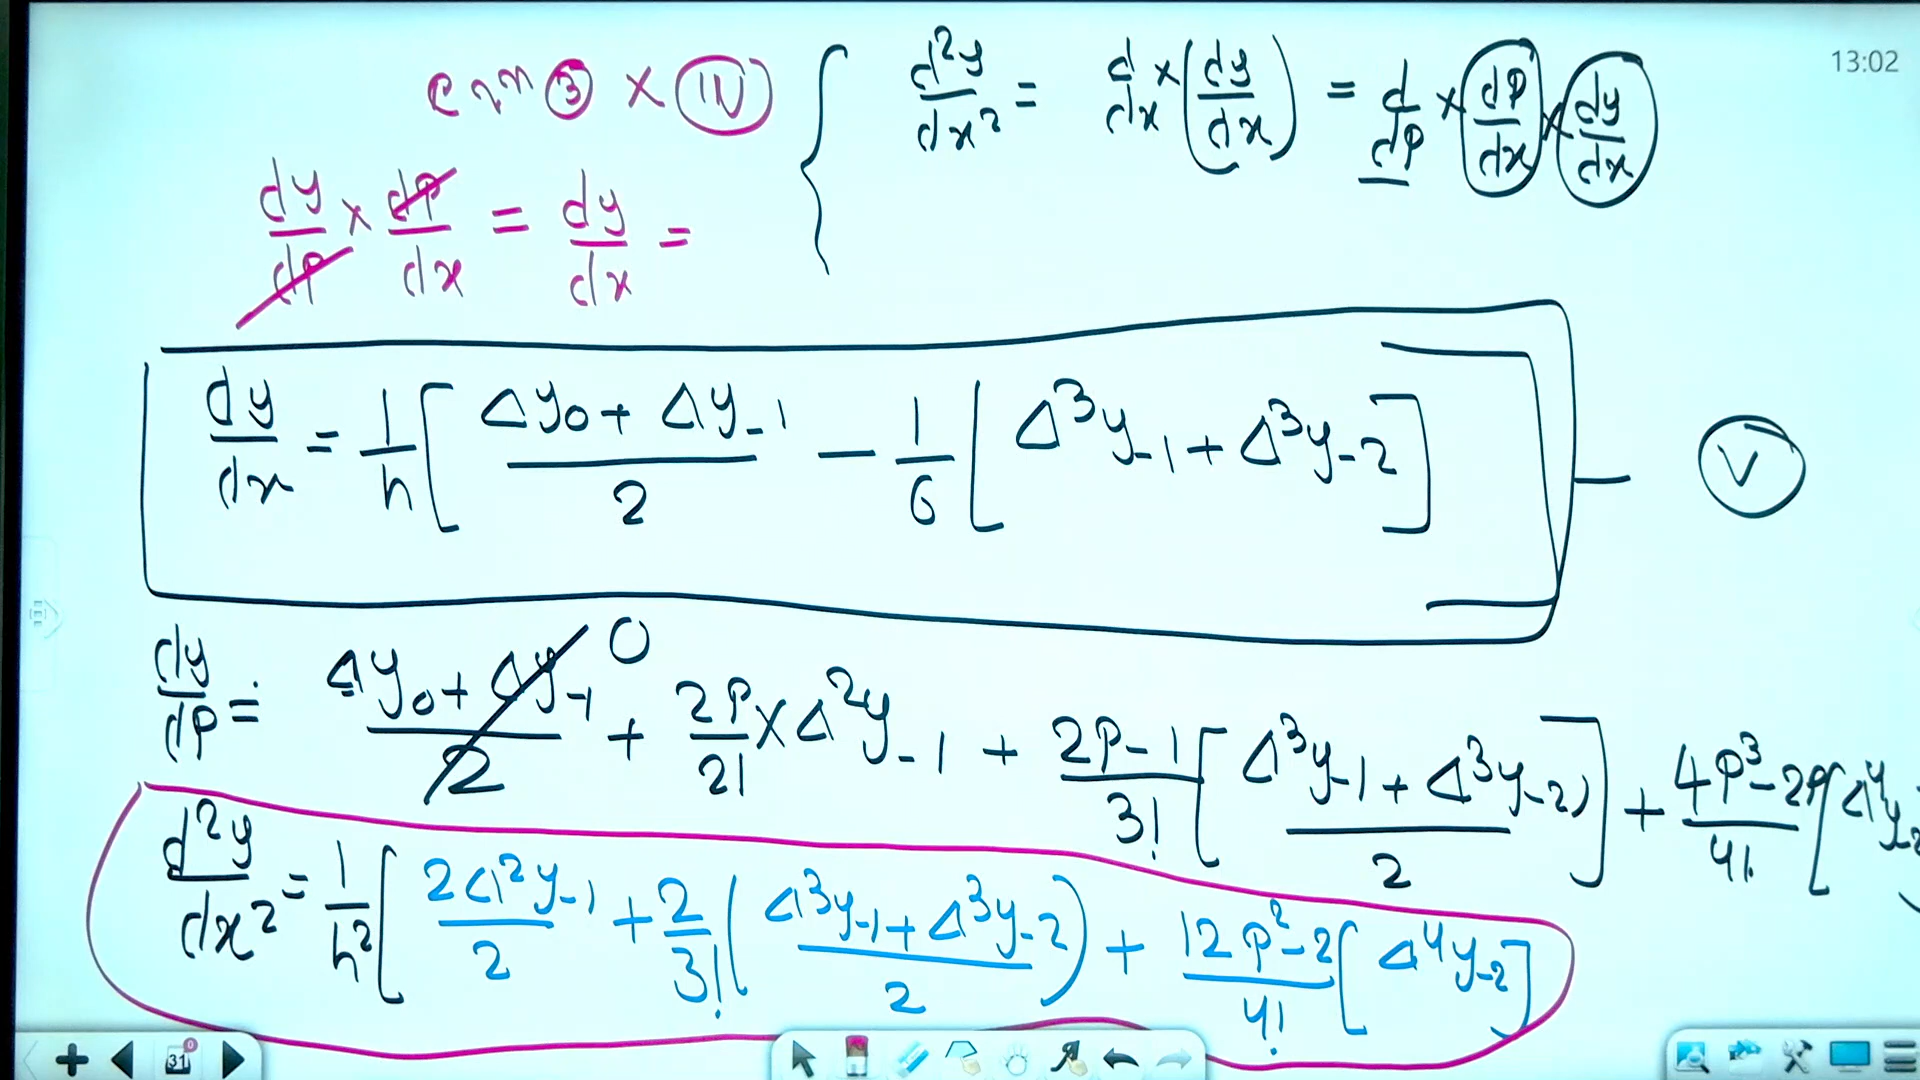 eqn ③ × Ⅳ { d²y/dx² = d/dx × (dy/dx) = d/dp × dp/dx × dy/dx
13:02
dy/dp × dp/dx = dy/dx =
dy/dx = 1/h [ (Δy₀ + Δy₋₁)/2 − 1/6 [ Δ³y₋₁ + Δ³y₋₂ ] ] — Ⅴ
dy/dp = (Δy₀ + Δy₋₁)/2 0 + 2P/2! × Δ²y₋₁ + (2P−1)/3! [ (Δ³y₋₁ + Δ³y₋₂)/2 ] + (4P³−2P)/4! [ Δ⁴y₋₂
d²y/dx² = 1/h² [ 2Δ²y₋₁/2 + 2/3! ( (Δ³y₋₁ + Δ³y₋₂)/2 ) + (12P²−2)/4! [ Δ⁴y₋₂ ]
31